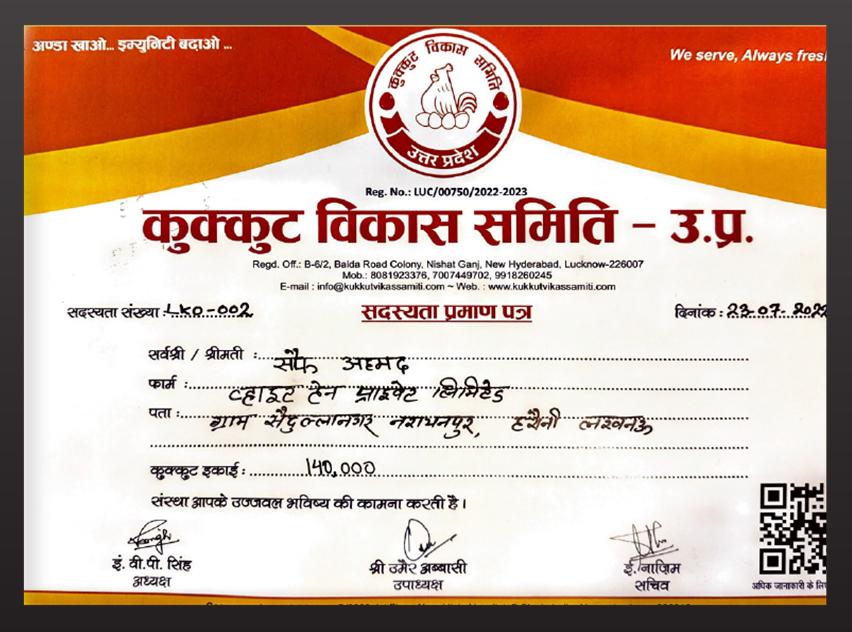 अण्डा खाओ... इम्युनिटी बढ़ाओ ...
We serve, Always fresh
कुक्कुट विकास समिति
उत्तर प्रदेश
Reg. No.: LUC/00750/2022-2023
कुक्कुट विकास समिति - उ.प्र.
Regd. Off.: B-6/2, Balda Road Colony, Nishat Ganj, New Hyderabad, Lucknow-226007
Mob.: 8081923376, 7007449702, 9918260245
E-mail : info@kukkutvikassamiti.com ~ Web. : www.kukkutvikassamiti.com
सदस्यता संख्या : LKO-002
सदस्यता प्रमाण पत्र
दिनांक : 23-07-2022
सर्वश्री / श्रीमती : सैफ अहमद
फार्म : व्हाइट हेन प्राइवेट लिमिटेड
पता : ग्राम सैदुल्लानगर नराधनपुर, हरौनी लखनऊ
कुक्कुट इकाई : 140,000
संस्था आपके उज्जवल भविष्य की कामना करती है।
इं. वी.पी. सिंह
अध्यक्ष
श्री उमैर अब्बासी
उपाध्यक्ष
ई. नाज़िम
सचिव
अधिक जानकारी के लि